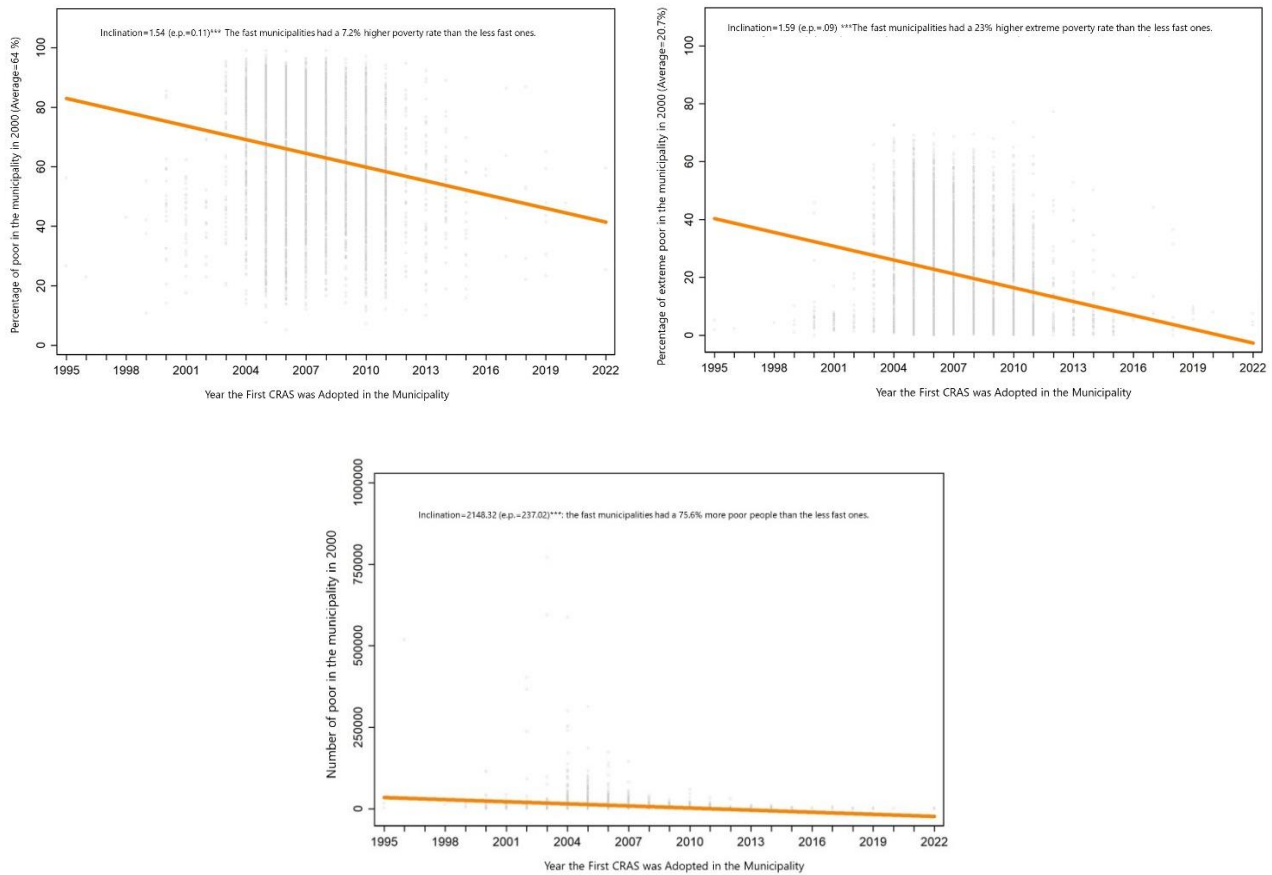 Inclination=1.54 (e.p.=0.11)*** The fast municipalities had a 7.2% higher poverty rate than the less fast ones.
Percentage of poor in the municipality in 2000 (Average=64 %)
100
80
60
40
20
0
1995 1998 2001 2004 2007 2010 2013 2016 2019 2022
Year the First CRAS was Adopted in the Municipality
Inclination=1.59 (e.p.=.09) ***The fast municipalities had a 23% higher extreme poverty rate than the less fast ones.
Percentage of extreme poor in the municipality in 2000 (Average=20.7%)
100
80
60
40
20
0
1995 1998 2001 2004 2007 2010 2013 2016 2019 2022
Year the First CRAS was Adopted in the Municipality
Inclination=2148.32 (e.p.=237.02)***: the fast municipalities had a 75.6% more poor people than the less fast ones.
Number of poor in the municipality in 2000
1000000
750000
500000
250000
0
1995 1998 2001 2004 2007 2010 2013 2016 2019 2022
Year the First CRAS was Adopted in the Municipality